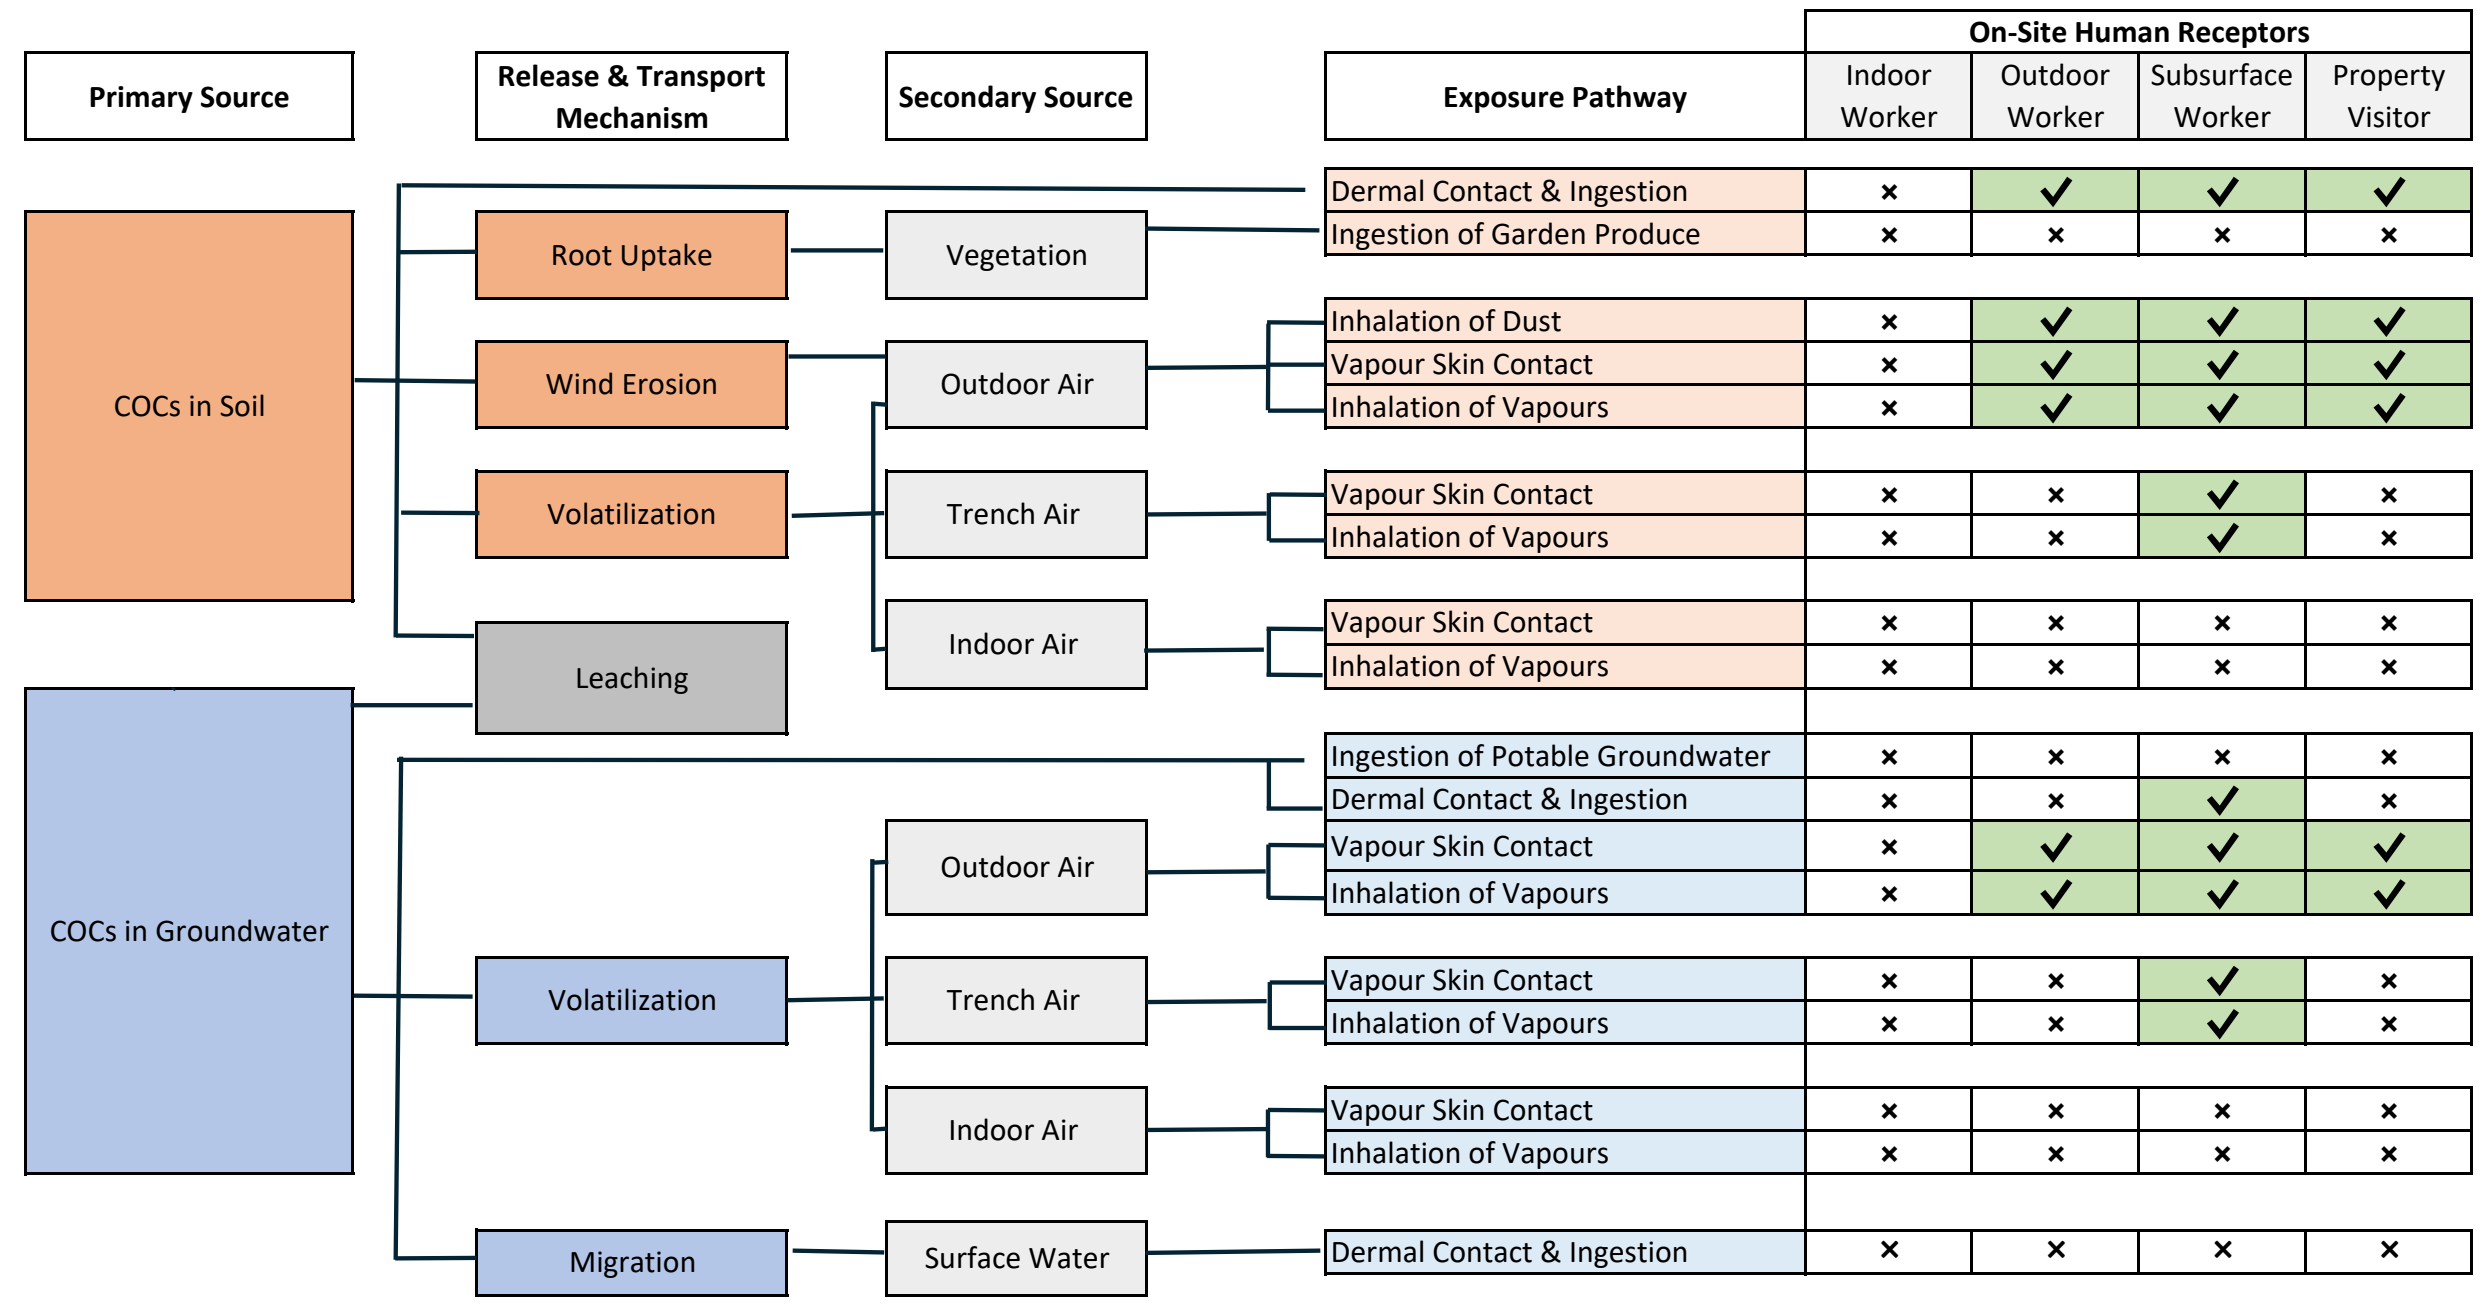 On-Site Human Receptors
Primary Source
Release & Transport
Mechanism
Secondary Source
Exposure Pathway
Indoor
Worker
Outdoor
Worker
Subsurface
Worker
Property
Visitor
Dermal Contact & Ingestion × ✓ ✓ ✓
Root Uptake
Vegetation
Ingestion of Garden Produce × × × ×
COCs in Soil
Wind Erosion
Outdoor Air
Inhalation of Dust × ✓ ✓ ✓
Vapour Skin Contact × ✓ ✓ ✓
Inhalation of Vapours × ✓ ✓ ✓
Volatilization
Trench Air
Vapour Skin Contact × × ✓ ×
Inhalation of Vapours × × ✓ ×
Indoor Air
Vapour Skin Contact × × × ×
Inhalation of Vapours × × × ×
Leaching
COCs in Groundwater
Ingestion of Potable Groundwater × × × ×
Dermal Contact & Ingestion × × ✓ ×
Outdoor Air
Vapour Skin Contact × ✓ ✓ ✓
Inhalation of Vapours × ✓ ✓ ✓
Volatilization
Trench Air
Vapour Skin Contact × × ✓ ×
Inhalation of Vapours × × ✓ ×
Indoor Air
Vapour Skin Contact × × × ×
Inhalation of Vapours × × × ×
Migration
Surface Water
Dermal Contact & Ingestion × × × ×